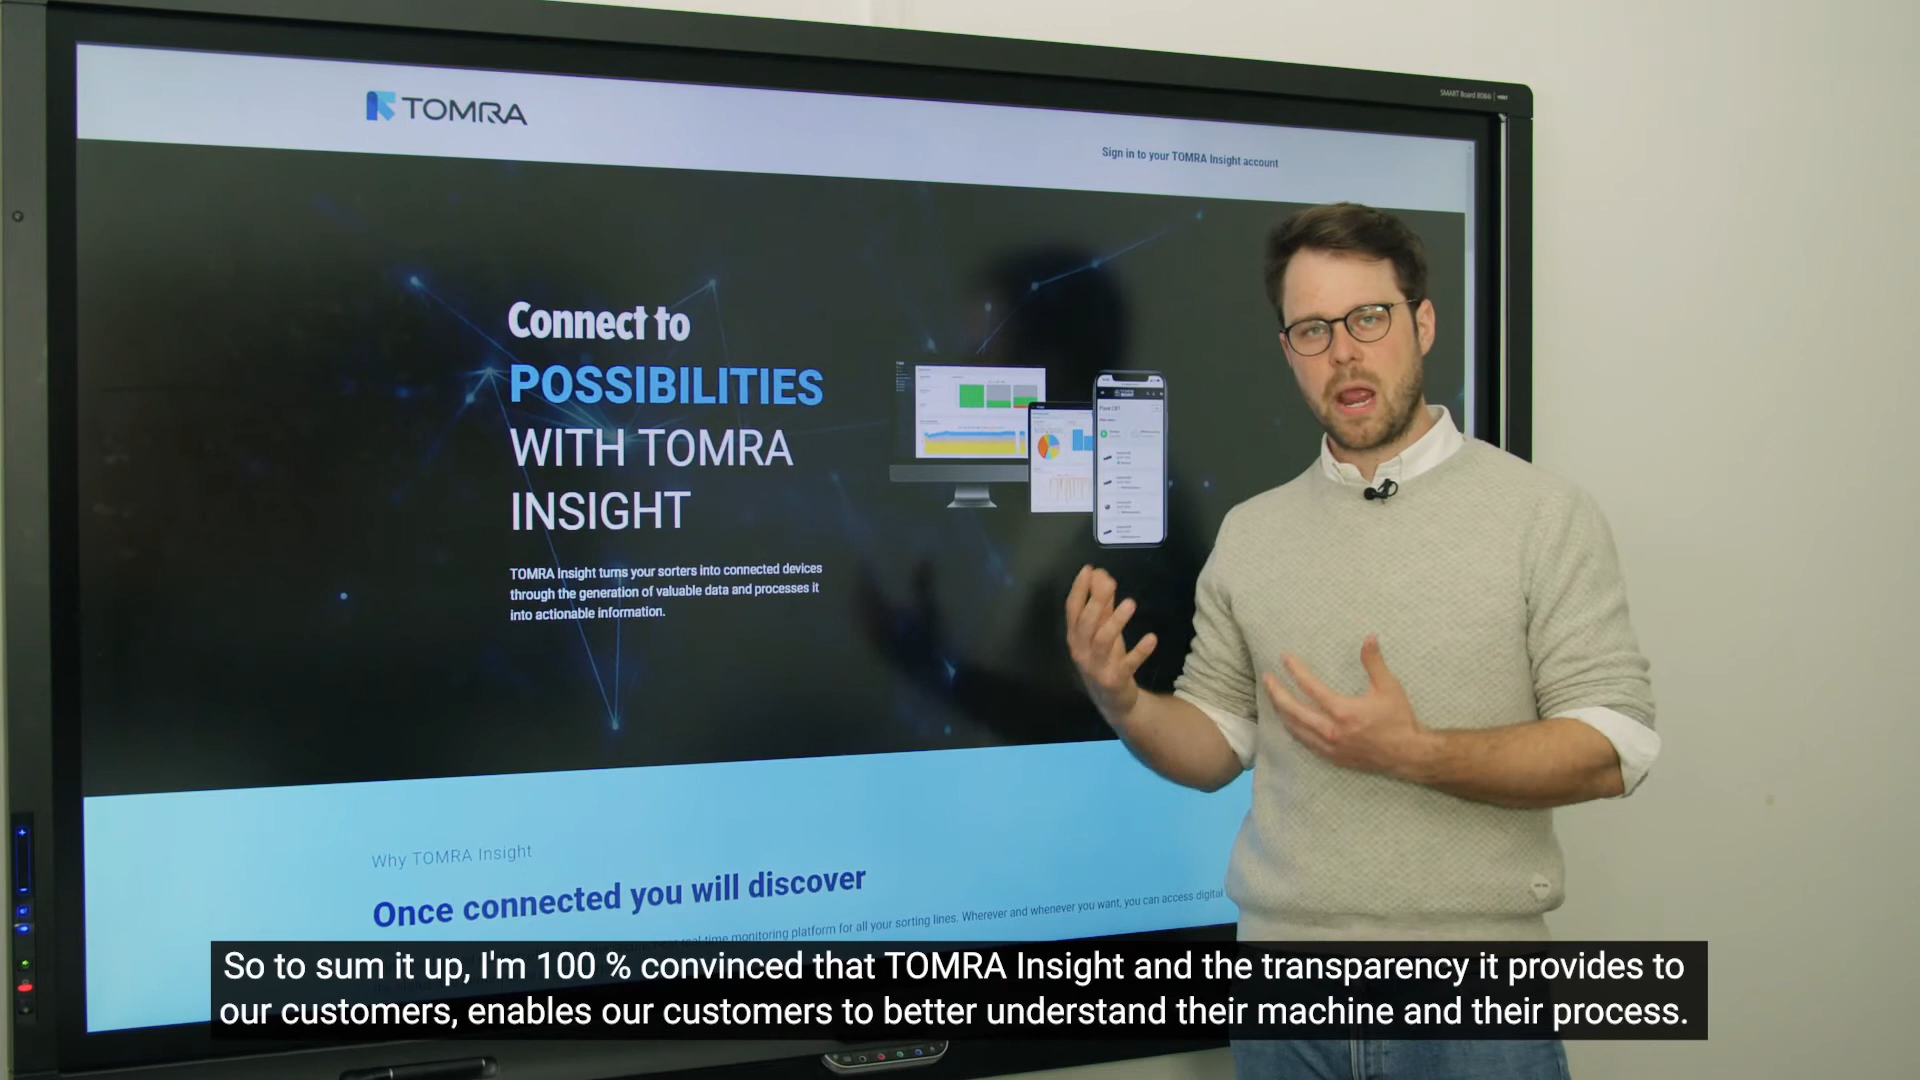 SMART Board 8066
TOMRA
Sign in to your TOMRA Insight account
Connect to
POSSIBILITIES
WITH TOMRA
INSIGHT
TOMRA Insight turns your sorters into connected devices
through the generation of valuable data and processes it
into actionable information.
Why TOMRA Insight
Once connected you will discover
time monitoring platform for all your sorting lines. Wherever and whenever you want, you can access digital
So to sum it up, I'm 100 % convinced that TOMRA Insight and the transparency it provides to
our customers, enables our customers to better understand their machine and their process.